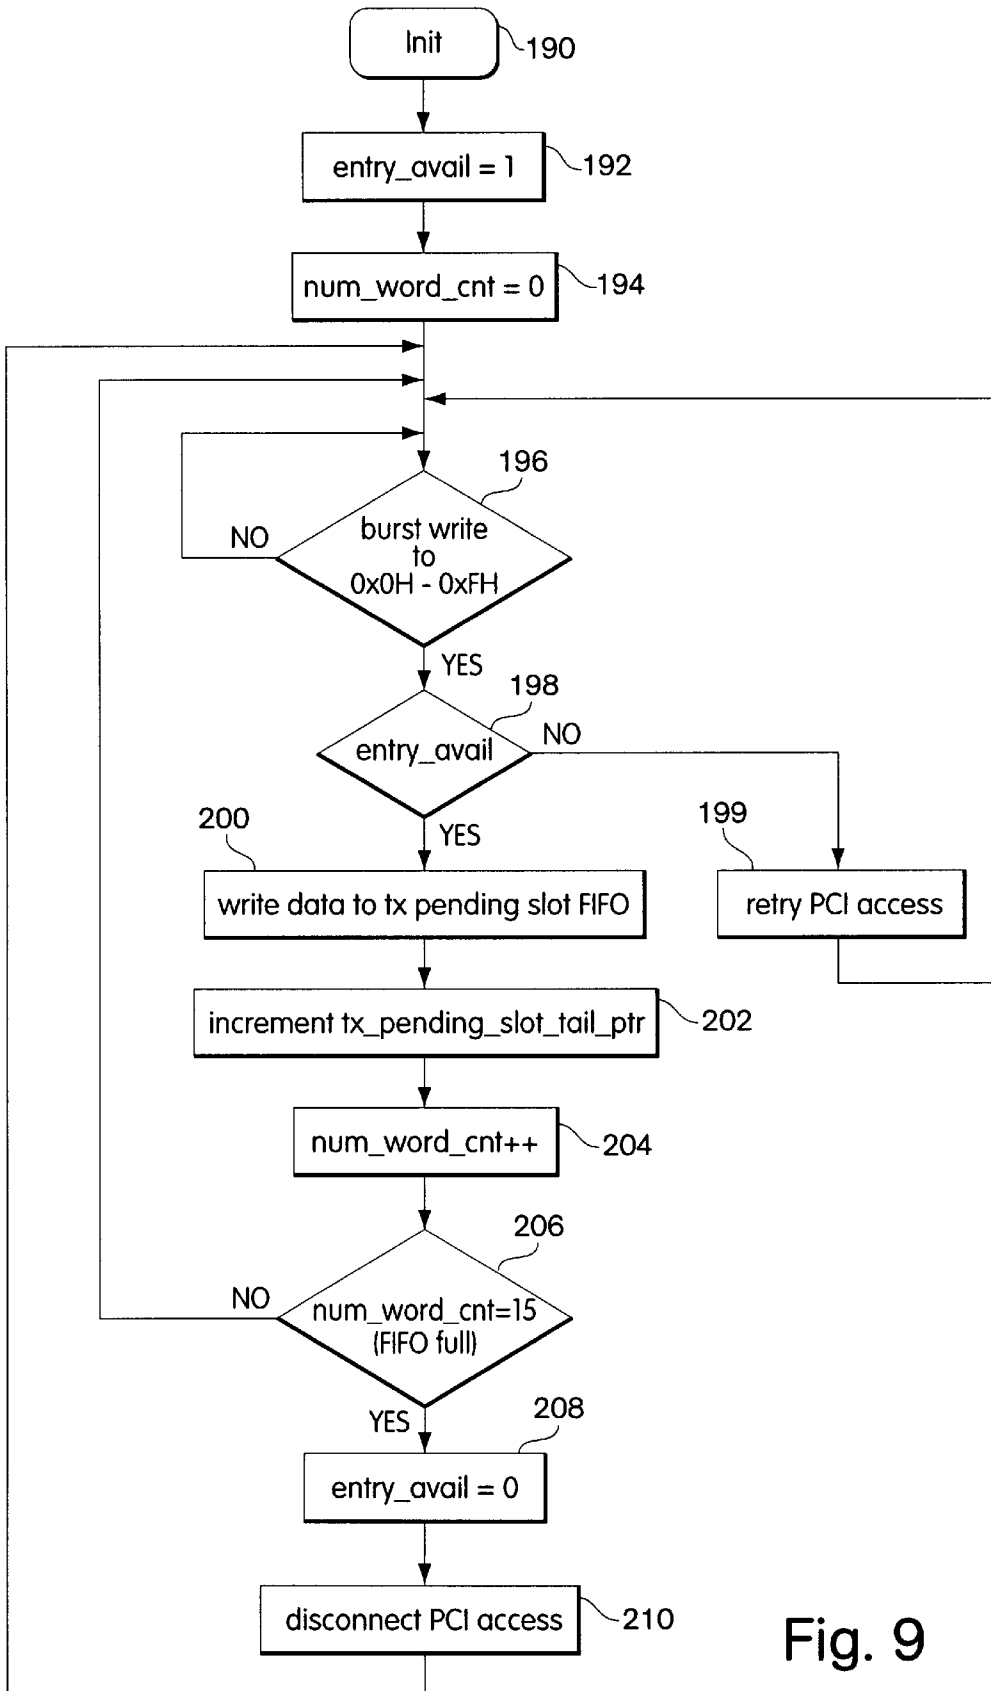 Init
190
entry_avail = 1
192
num_word_cnt = 0
194
196
burst write
to
0x0H - 0xFH
NO
YES
198
entry_avail
NO
YES
200
write data to tx pending slot FIFO
199
retry PCI access
increment tx_pending_slot_tail_ptr
202
num_word_cnt++
204
206
NO
num_word_cnt=15
(FIFO full)
YES
208
entry_avail = 0
disconnect PCI access
210
Fig. 9